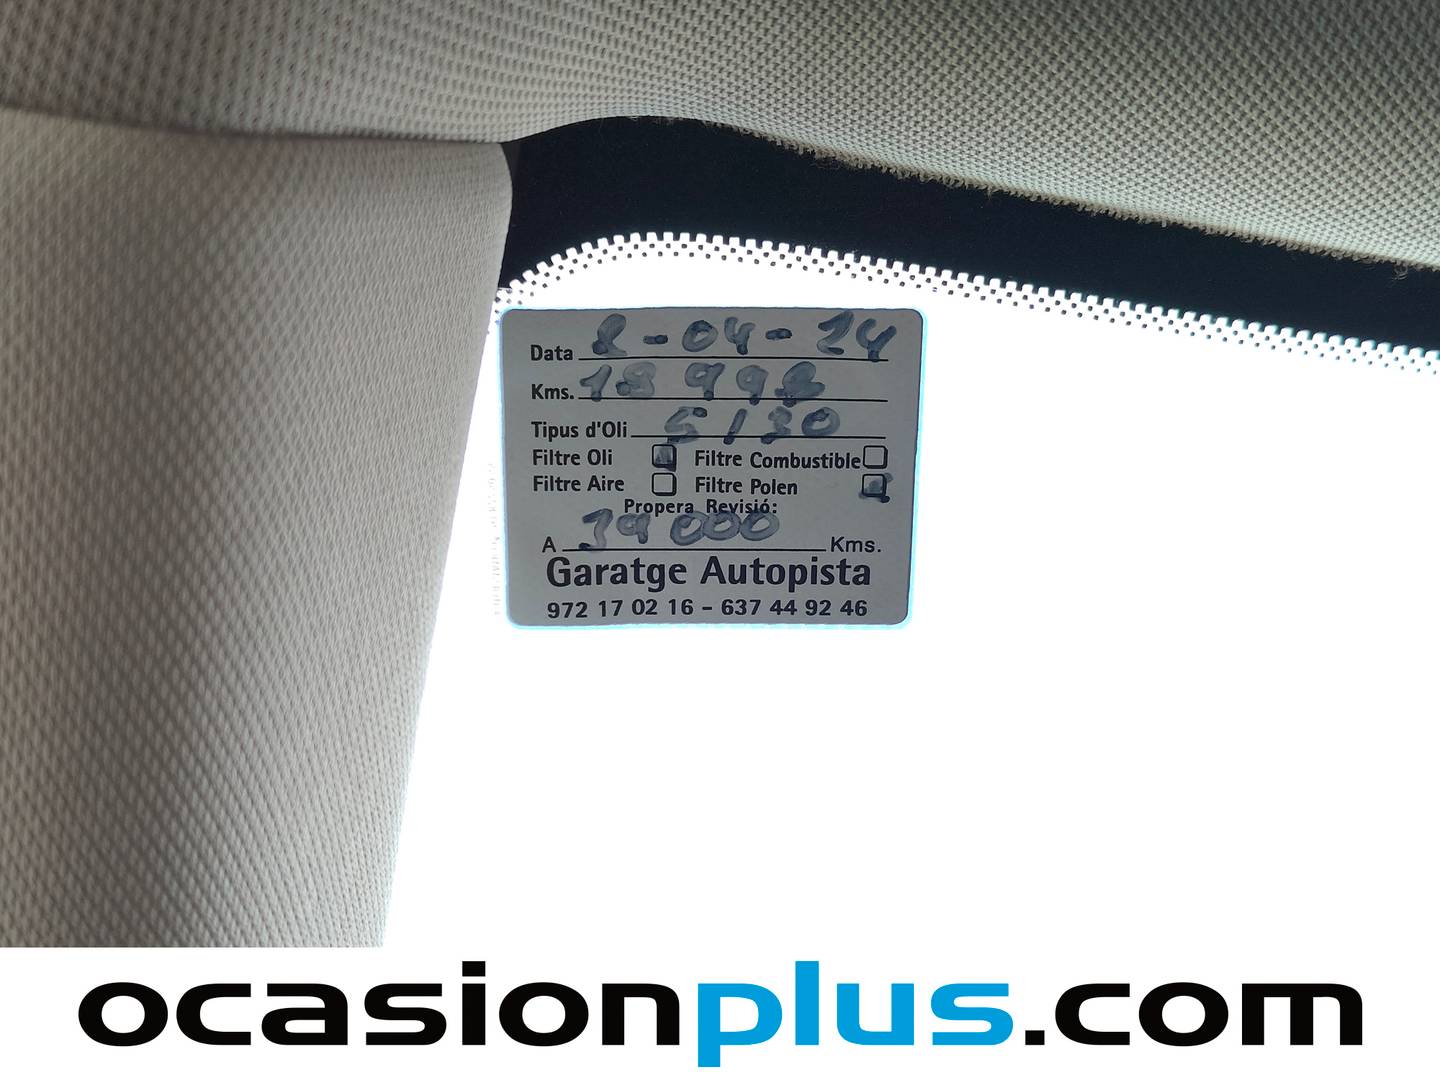 Data 8-04-24
Kms. 18 998
Tipus d'Oli 5/30
Filtre Oli Filtre Combustible
Filtre Aire Filtre Polen
Propera Revisió:
A 39 000 Kms.
Garatge Autopista
972 17 02 16 - 637 44 92 46
ocasionplus.com